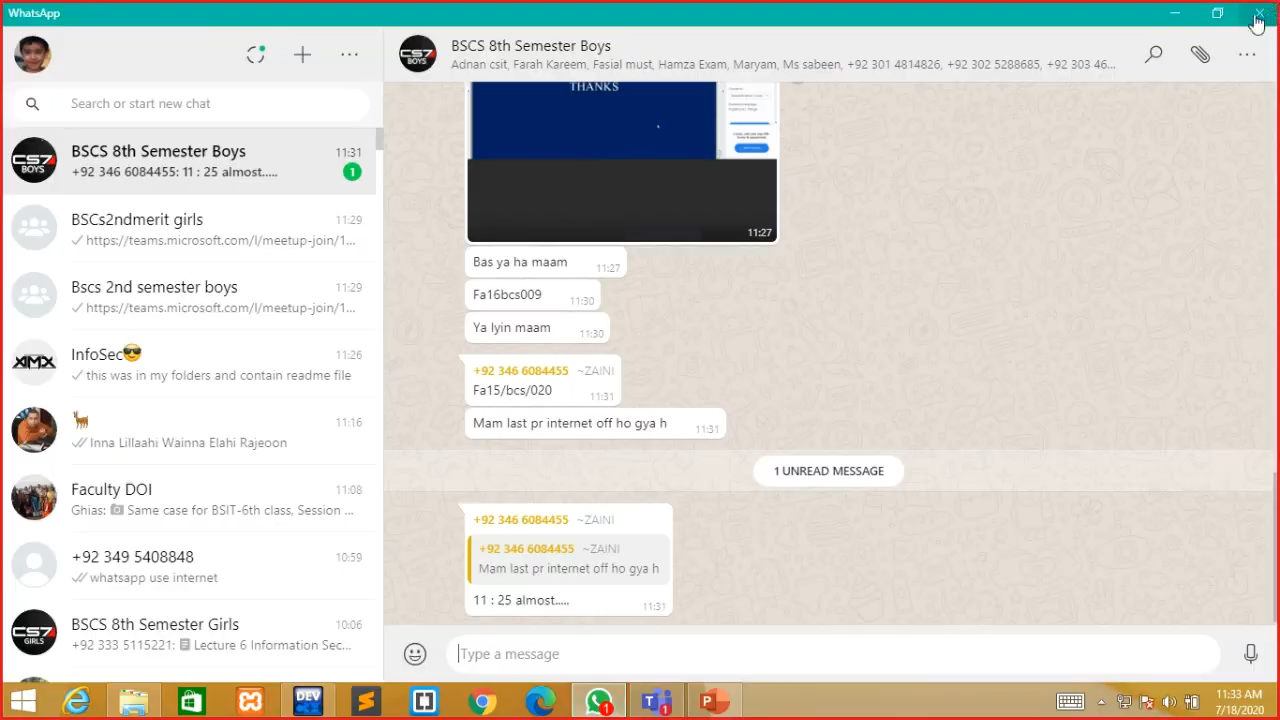 WhatsApp
BSCS 8th Semester Boys
Adnan csit, Farah Kareem, Fasial must, Hamza Exam, Maryam, Ms sabeen, +92 301 4814826, +92 302 5288685, +92 303 46...
Search or start new chat
CS7 BOYS
BSCS 8th Semester Boys
11:31
+92 346 6084455: 11 : 25 almost.....
1
BSCs2ndmerit girls
11:29
https://teams.microsoft.com/l/meetup-join/1...
Bscs 2nd semester boys
11:29
https://teams.microsoft.com/l/meetup-join/1...
InfoSec😎
11:26
this was in my folders and contain readme file
🦌
11:16
Inna Lillaahi Wainna Elahi Rajeoon
Faculty DOI
11:08
Ghias: Same case for BSIT-6th class, Session ...
+92 349 5408848
10:59
whatsapp use internet
CS7 GIRLS
BSCS 8th Semester Girls
10:06
+92 333 5115221: Lecture 6 Information Sec...
CS7 BOYS
THANKS
11:27
Bas ya ha maam
11:27
Fa16bcs009
11:30
Ya lyin maam
11:30
+92 346 6084455 ~ZAINI
Fa15/bcs/020
11:31
Mam last pr internet off ho gya h
11:31
1 UNREAD MESSAGE
+92 346 6084455 ~ZAINI
+92 346 6084455 ~ZAINI
Mam last pr internet off ho gya h
11 : 25 almost.....
11:31
Type a message
DEV
1
1
11:33 AM
7/18/2020